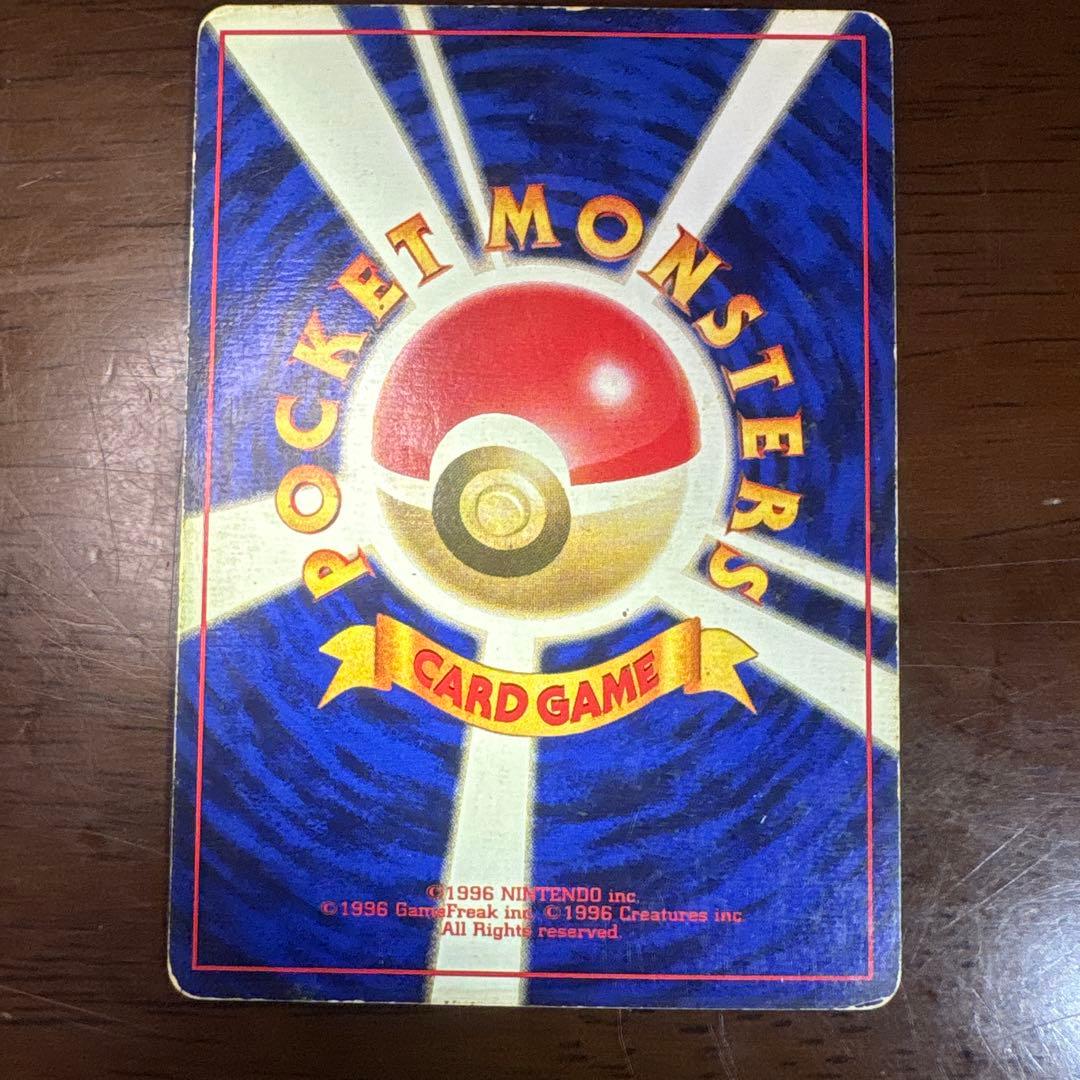 POCKET MONSTERS
CARD GAME
©1996 NINTENDO inc.
©1996 GameFreak inc. ©1996 Creatures inc.
All Rights reserved.